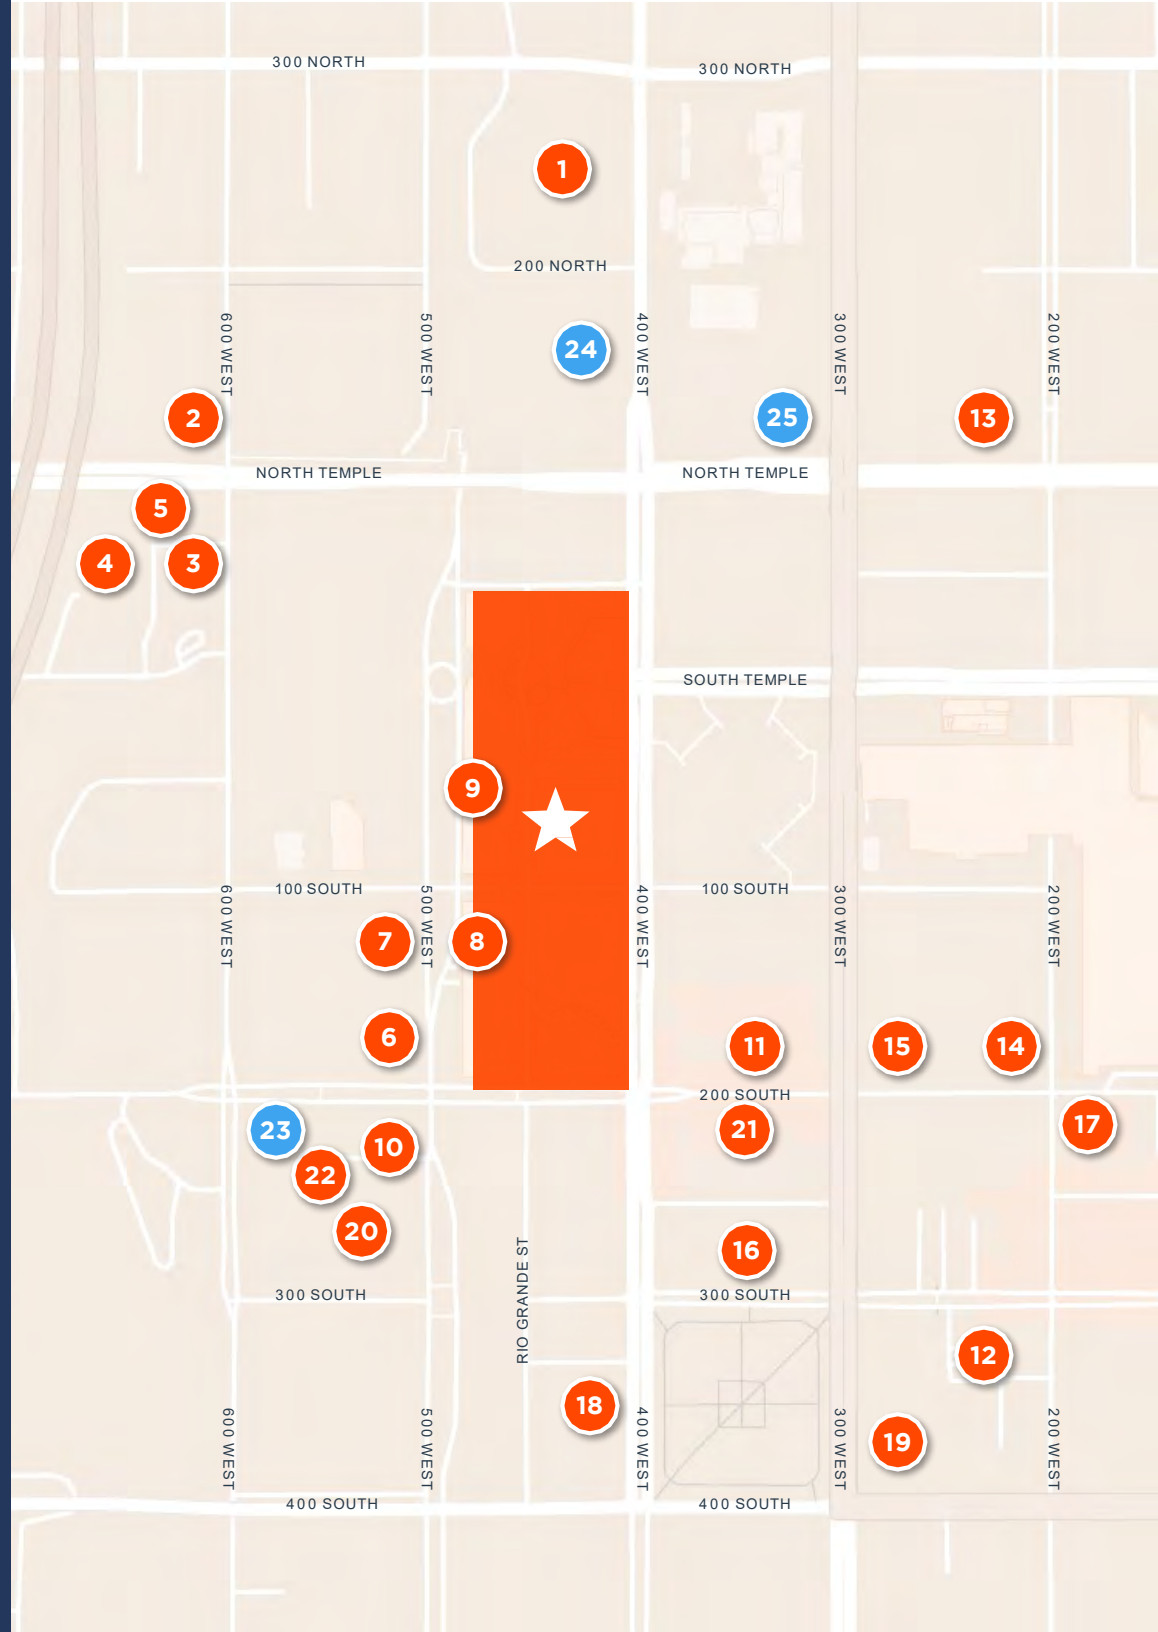 300 NORTH
300 NORTH
1
200 NORTH
600 WEST
500 WEST
400 WEST
300 WEST
200 WEST
24
2
25
13
NORTH TEMPLE
NORTH TEMPLE
5
4
3
SOUTH TEMPLE
9
100 SOUTH
100 SOUTH
600 WEST
500 WEST
400 WEST
300 WEST
200 WEST
7
8
6
11
15
14
200 SOUTH
23
10
21
17
22
20
16
RIO GRANDE ST
300 SOUTH
300 SOUTH
12
18
19
600 WEST
500 WEST
400 WEST
300 WEST
200 WEST
400 SOUTH
400 SOUTH